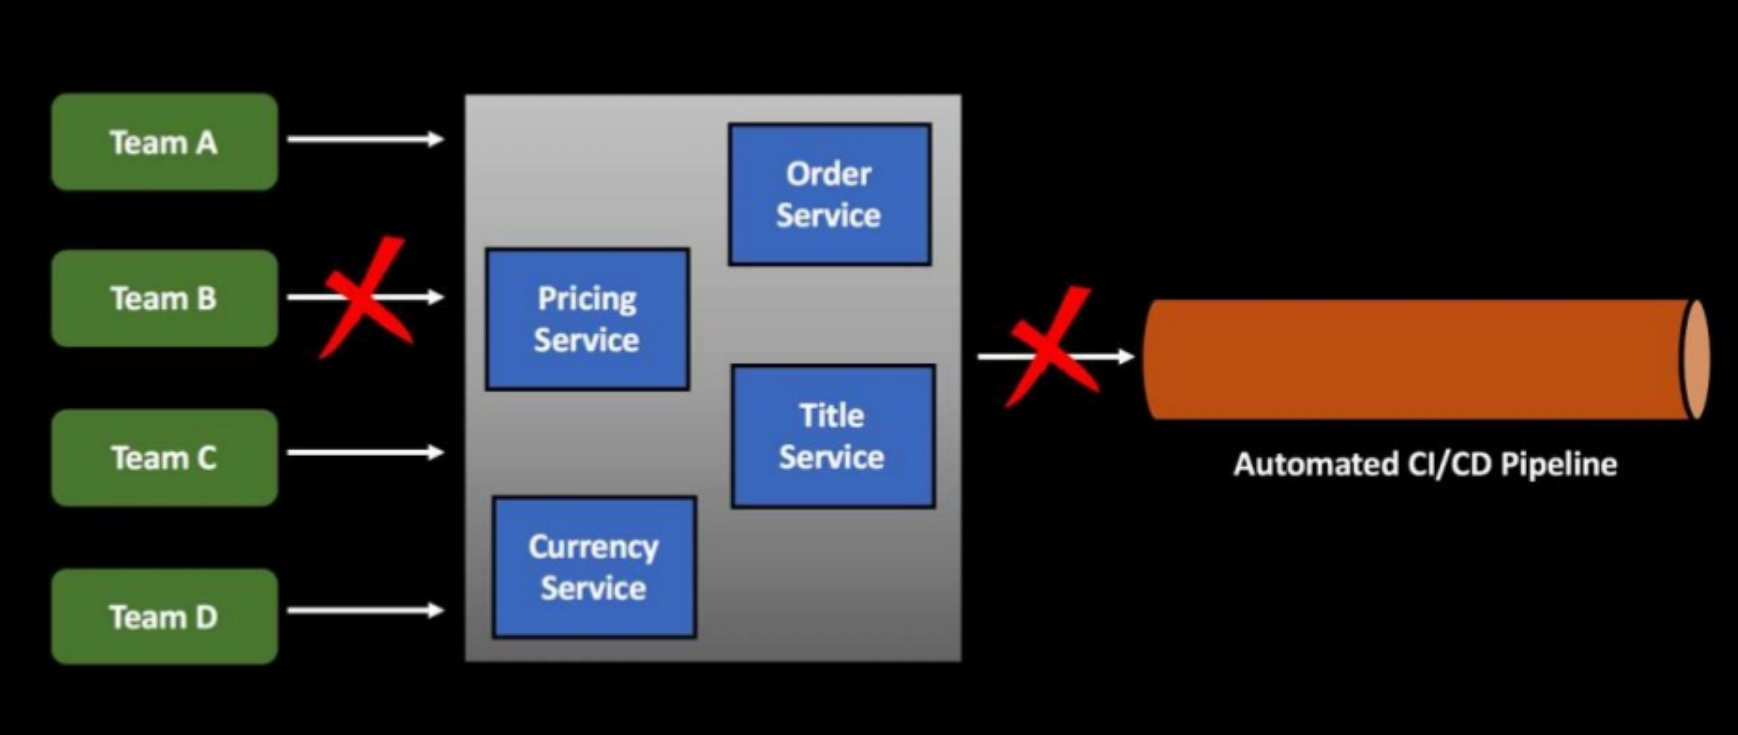 Team A
Team B
Team C
Team D
Order
Service
Pricing
Service
Title
Service
Currency
Service
Automated CI/CD Pipeline